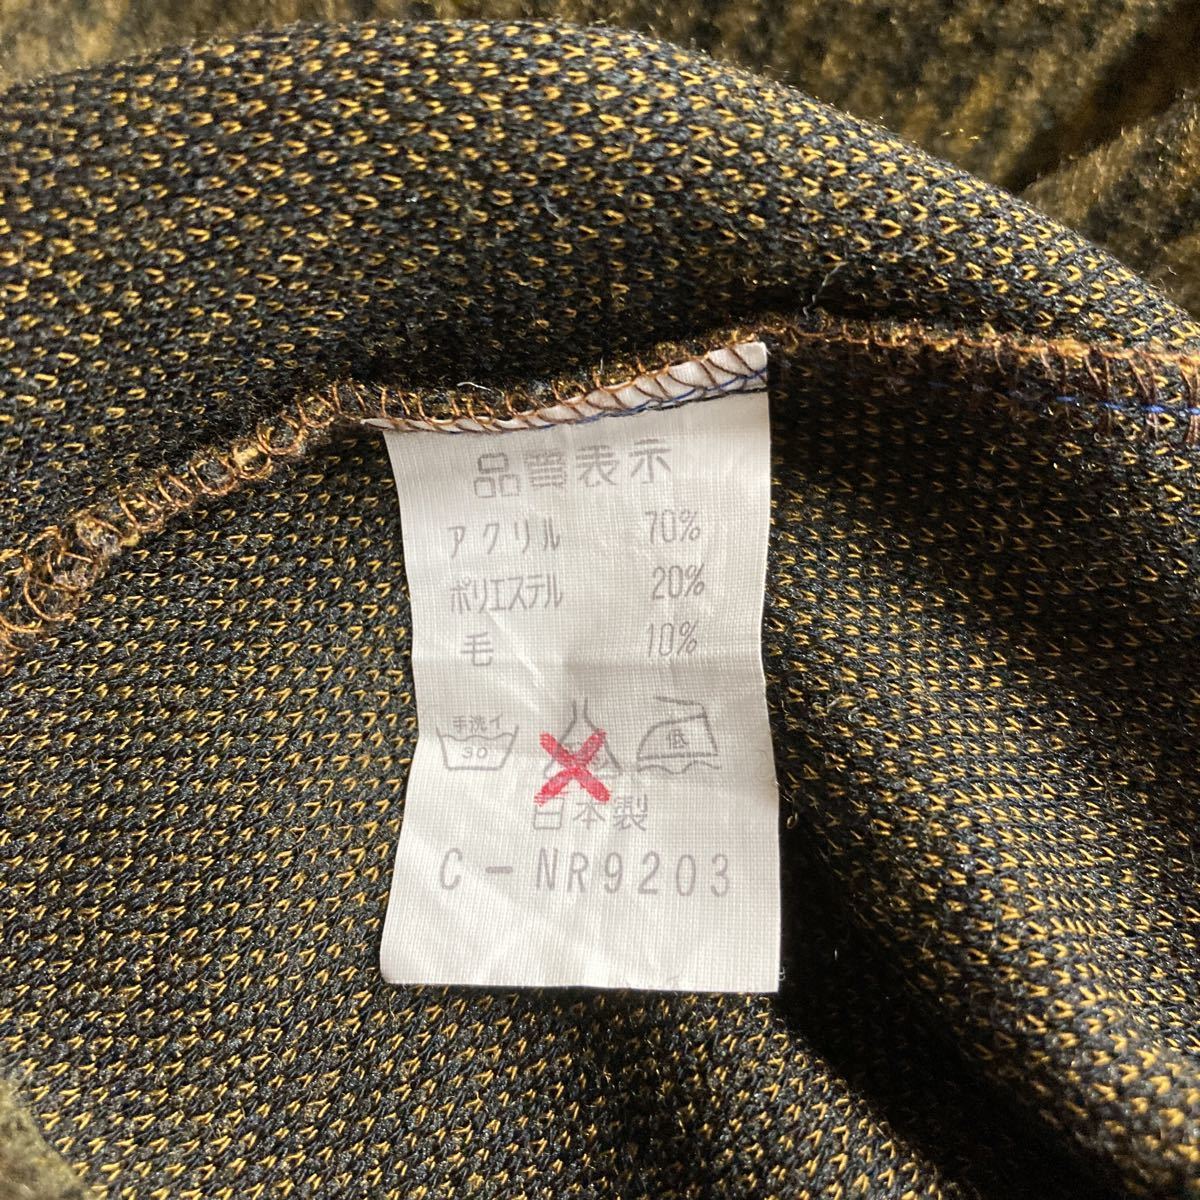 品質表示
アクリル 70%
ポリエステル 20%
毛 10%
手洗イ
30 低
日本製
C-NR9203